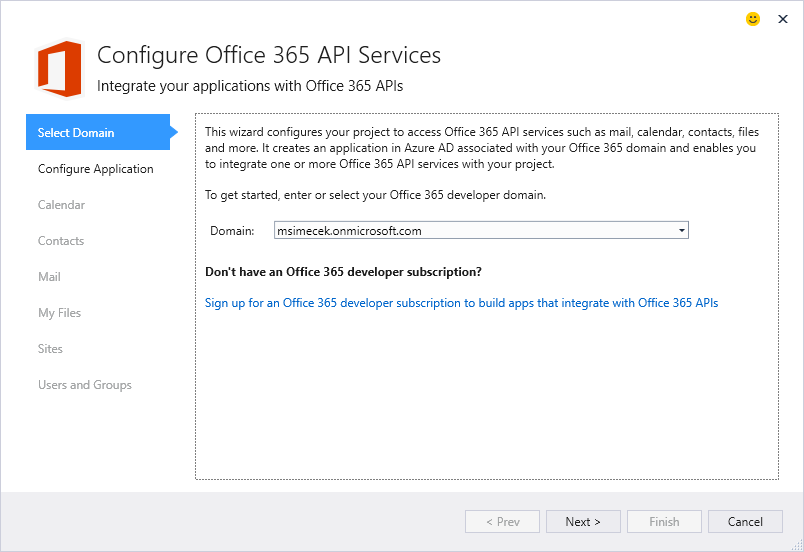 Configure Office 365 API Services
Integrate your applications with Office 365 APIs
Select Domain
Configure Application
Calendar
Contacts
Mail
My Files
Sites
Users and Groups
This wizard configures your project to access Office 365 API services such as mail, calendar, contacts, files
and more. It creates an application in Azure AD associated with your Office 365 domain and enables you
to integrate one or more Office 365 API services with your project.
To get started, enter or select your Office 365 developer domain.
Domain: msimecek.onmicrosoft.com
Don't have an Office 365 developer subscription?
Sign up for an Office 365 developer subscription to build apps that integrate with Office 365 APIs
< Prev Next > Finish Cancel